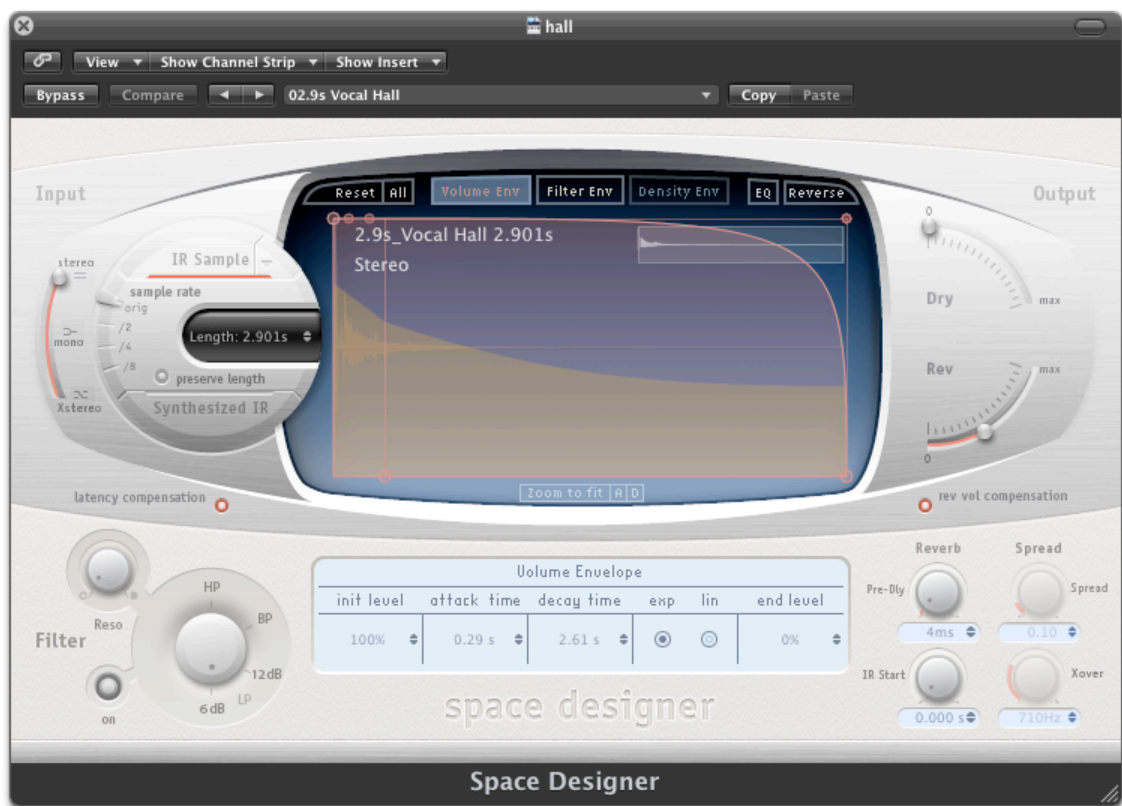 hall
View Show Channel Strip Show Insert
Bypass Compare 02.9s Vocal Hall Copy Paste
Input Output
Reset All Volume Env Filter Env Density Env EQ Reverse
2.9s_Vocal Hall 2.901s
Stereo
stereo
mono
Xstereo
IR Sample
sample rate
orig
/2
/4
/8
Length: 2.901s
preserve length
Synthesized IR
0
Dry
max
Rev
max
0
Zoom to fit A D
latency compensation
rev vol compensation
Filter
Reso
on
HP
BP
12dB
LP
6dB
Volume Envelope
init level attack time decay time exp lin end level
100% 0.29 s 2.61 s 0%
space designer
Reverb Spread
Pre-Dly Spread
4ms 0.10
IR Start Xover
0.000 s 710Hz
Space Designer